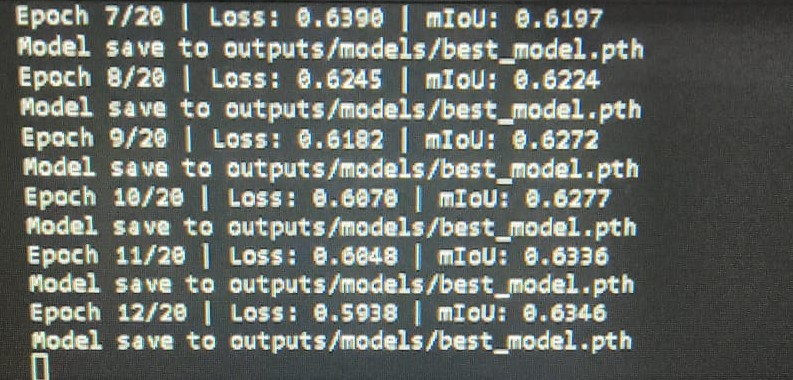 Epoch 7/20 | Loss: 0.6390 | mIoU: 0.6197
Model save to outputs/models/best_model.pth
Epoch 8/20 | Loss: 0.6245 | mIoU: 0.6224
Model save to outputs/models/best_model.pth
Epoch 9/20 | Loss: 0.6182 | mIoU: 0.6272
Model save to outputs/models/best_model.pth
Epoch 10/20 | Loss: 0.6070 | mIoU: 0.6277
Model save to outputs/models/best_model.pth
Epoch 11/20 | Loss: 0.6048 | mIoU: 0.6336
Model save to outputs/models/best_model.pth
Epoch 12/20 | Loss: 0.5938 | mIoU: 0.6346
Model save to outputs/models/best_model.pth